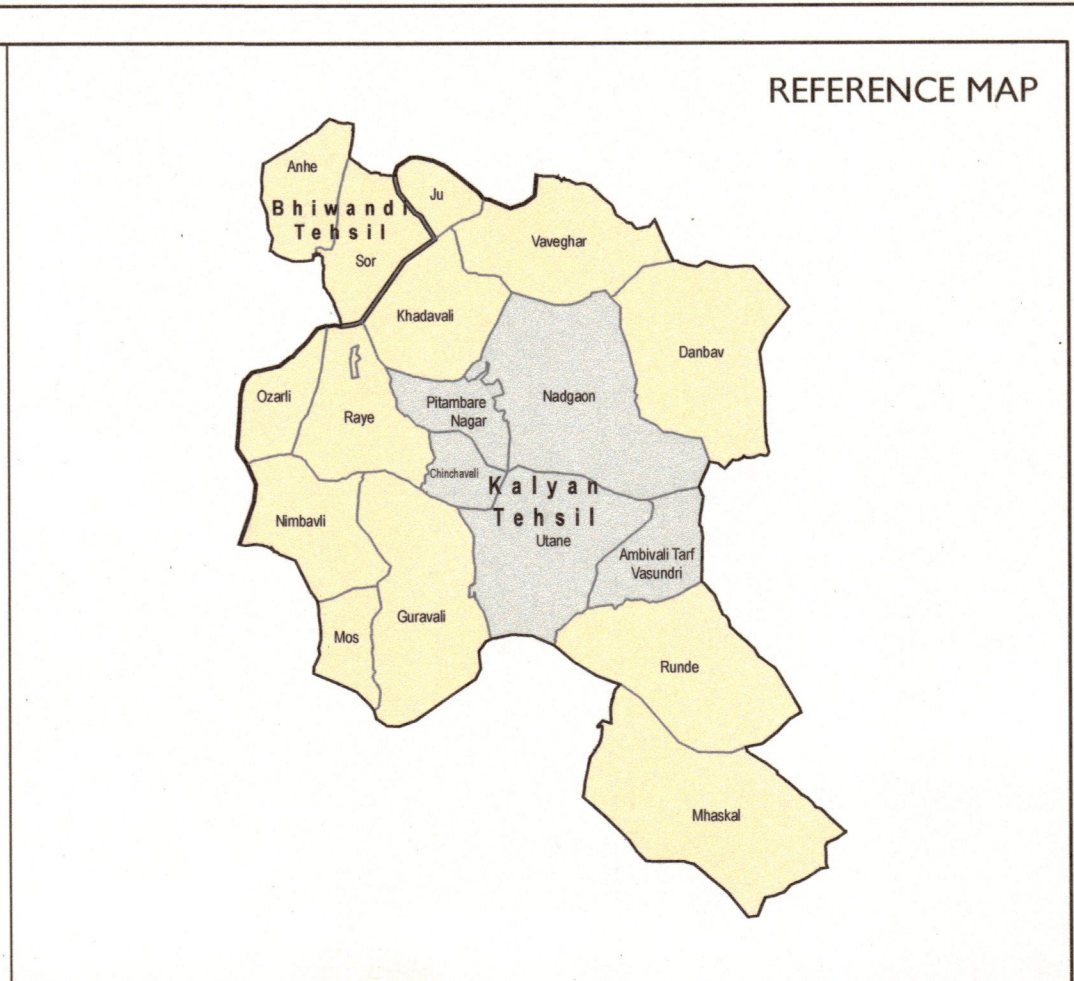 REFERENCE MAP
Anhe
Ju
Bhiwandi
Tehsil
Sor
Vaveghar
Khadavali
Danbav
Ozarli
Raye
Pitambare
Nagar
Nadgaon
Chinchavali
Kalyan
Tehsil
Utane
Nimbavli
Ambivali Tarf
Vasundri
Guravali
Mos
Runde
Mhaskal